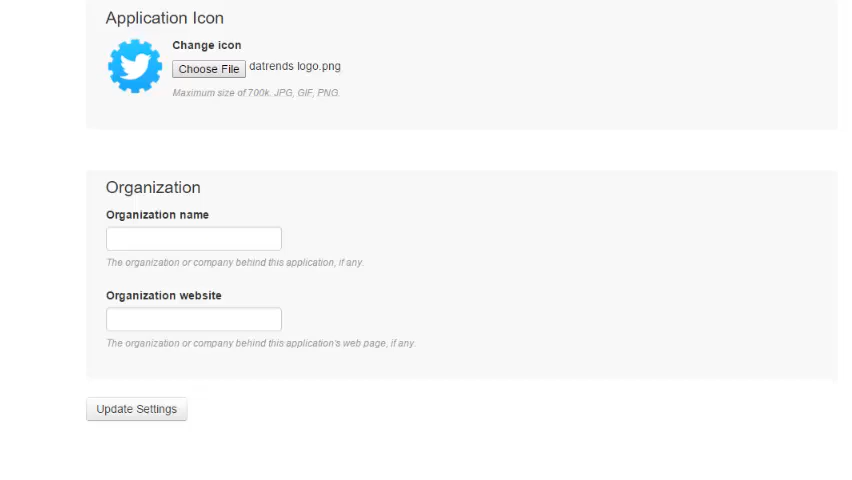 Application Icon
Change icon
Choose File datrends logo.png
Maximum size of 700k. JPG, GIF, PNG.
Organization
Organization name
The organization or company behind this application, if any.
Organization website
The organization or company behind this application's web page, if any.
Update Settings